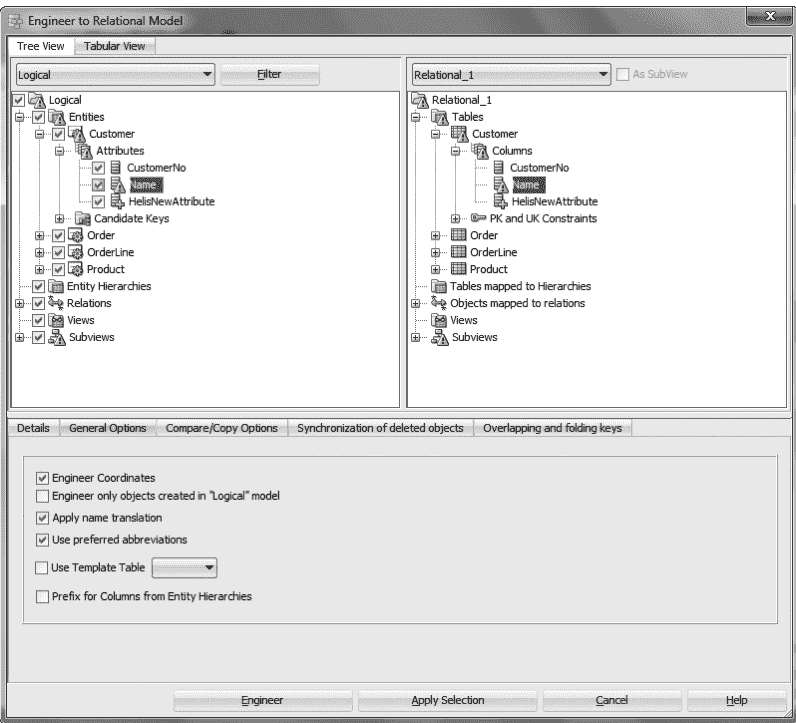 Engineer to Relational Model
Tree View Tabular View
Logical Filter
Relational_1 As SubView
Logical
Entities
Customer
Attributes
CustomerNo
Name
HelisNewAttribute
Candidate Keys
Order
OrderLine
Product
Entity Hierarchies
Relations
Views
Subviews
Relational_1
Tables
Customer
Columns
CustomerNo
Name
HelisNewAttribute
PK and UK Constraints
Order
OrderLine
Product
Tables mapped to Hierarchies
Objects mapped to relations
Views
Subviews
Details General Options Compare/Copy Options Synchronization of deleted objects Overlapping and folding keys
Engineer Coordinates
Engineer only objects created in "Logical" model
Apply name translation
Use preferred abbreviations
Use Template Table
Prefix for Columns from Entity Hierarchies
Engineer Apply Selection Cancel Help